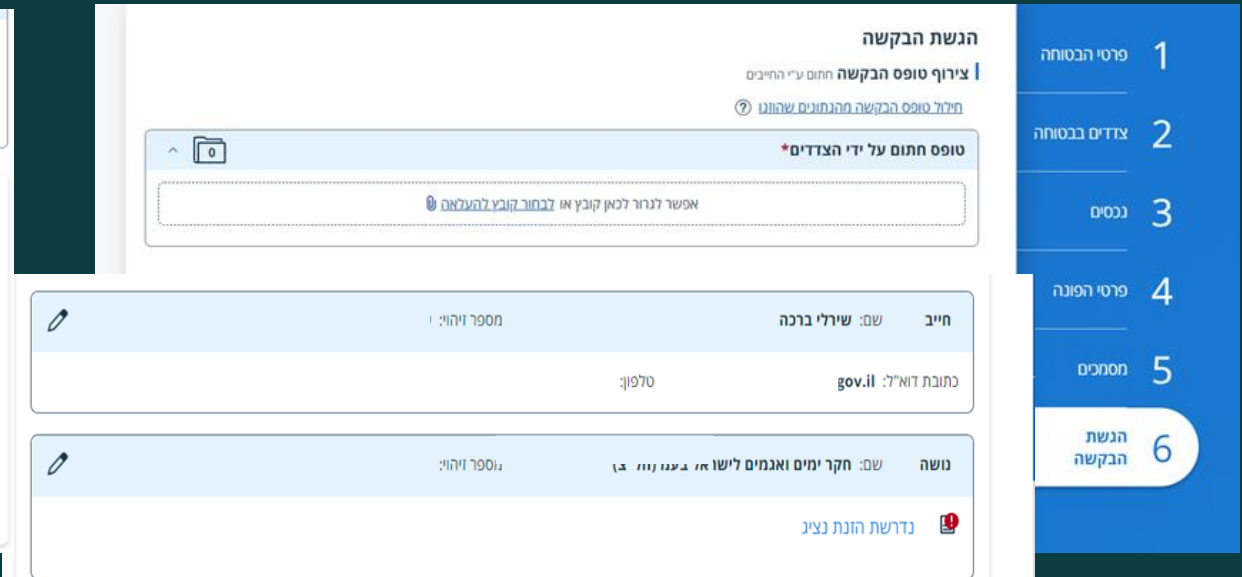 הגשת הבקשה
צירוף טופס הבקשה חתום ע"י החייבים
חילול טופס הבקשה מהנתונים שהוזנו ?
טופס חתום על ידי הצדדים*
0
אפשר לגרור לכאן קובץ או לבחור קובץ להעלאה
חייב שם: שירלי ברכה מספר זיהוי:
כתובת דוא"ל: gov.il טלפון:
נושה שם: חקר ימים ואגמים לישראל בעמ (חל"צ) מספר זיהוי:
נדרשת הזנת נציג
1 פרטי הבטוחה
2 צדדים בבטוחה
3 נכסים
4 פרטי הפונה
5 מסמכים
6 הגשת
הבקשה